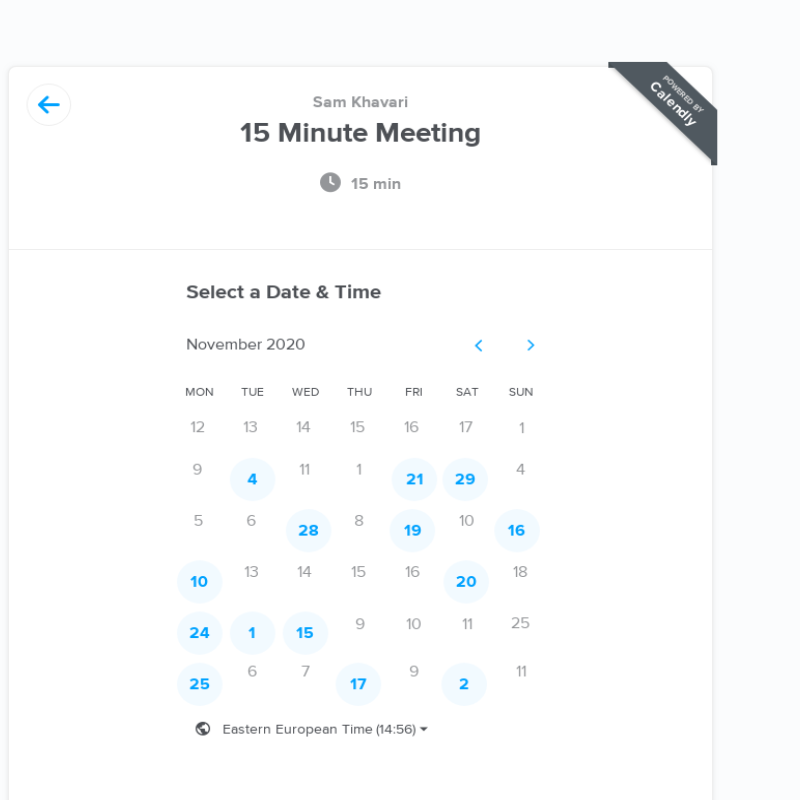 POWERED BY
Calendly
Sam Khavari
15 Minute Meeting
15 min
Select a Date & Time
November 2020
MON TUE WED THU FRI SAT SUN
12 13 14 15 16 17 1
9 4 11 1 21 29 4
5 6 28 8 19 10 16
10 13 14 15 16 20 18
24 1 15 9 10 11 25
25 6 7 17 9 2 11
Eastern European Time (14:56)